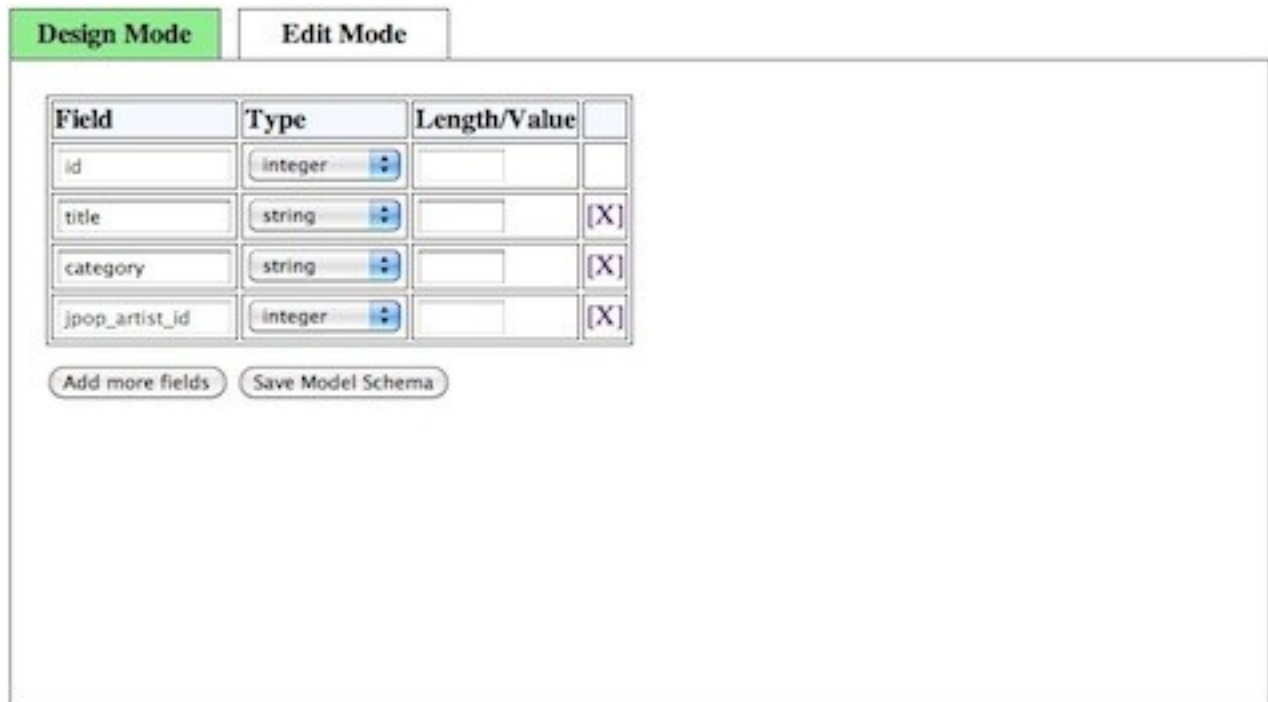 Design Mode Edit Mode
Field Type Length/Value
id integer
title string [X]
category string [X]
jpop_artist_id integer [X]
Add more fields Save Model Schema